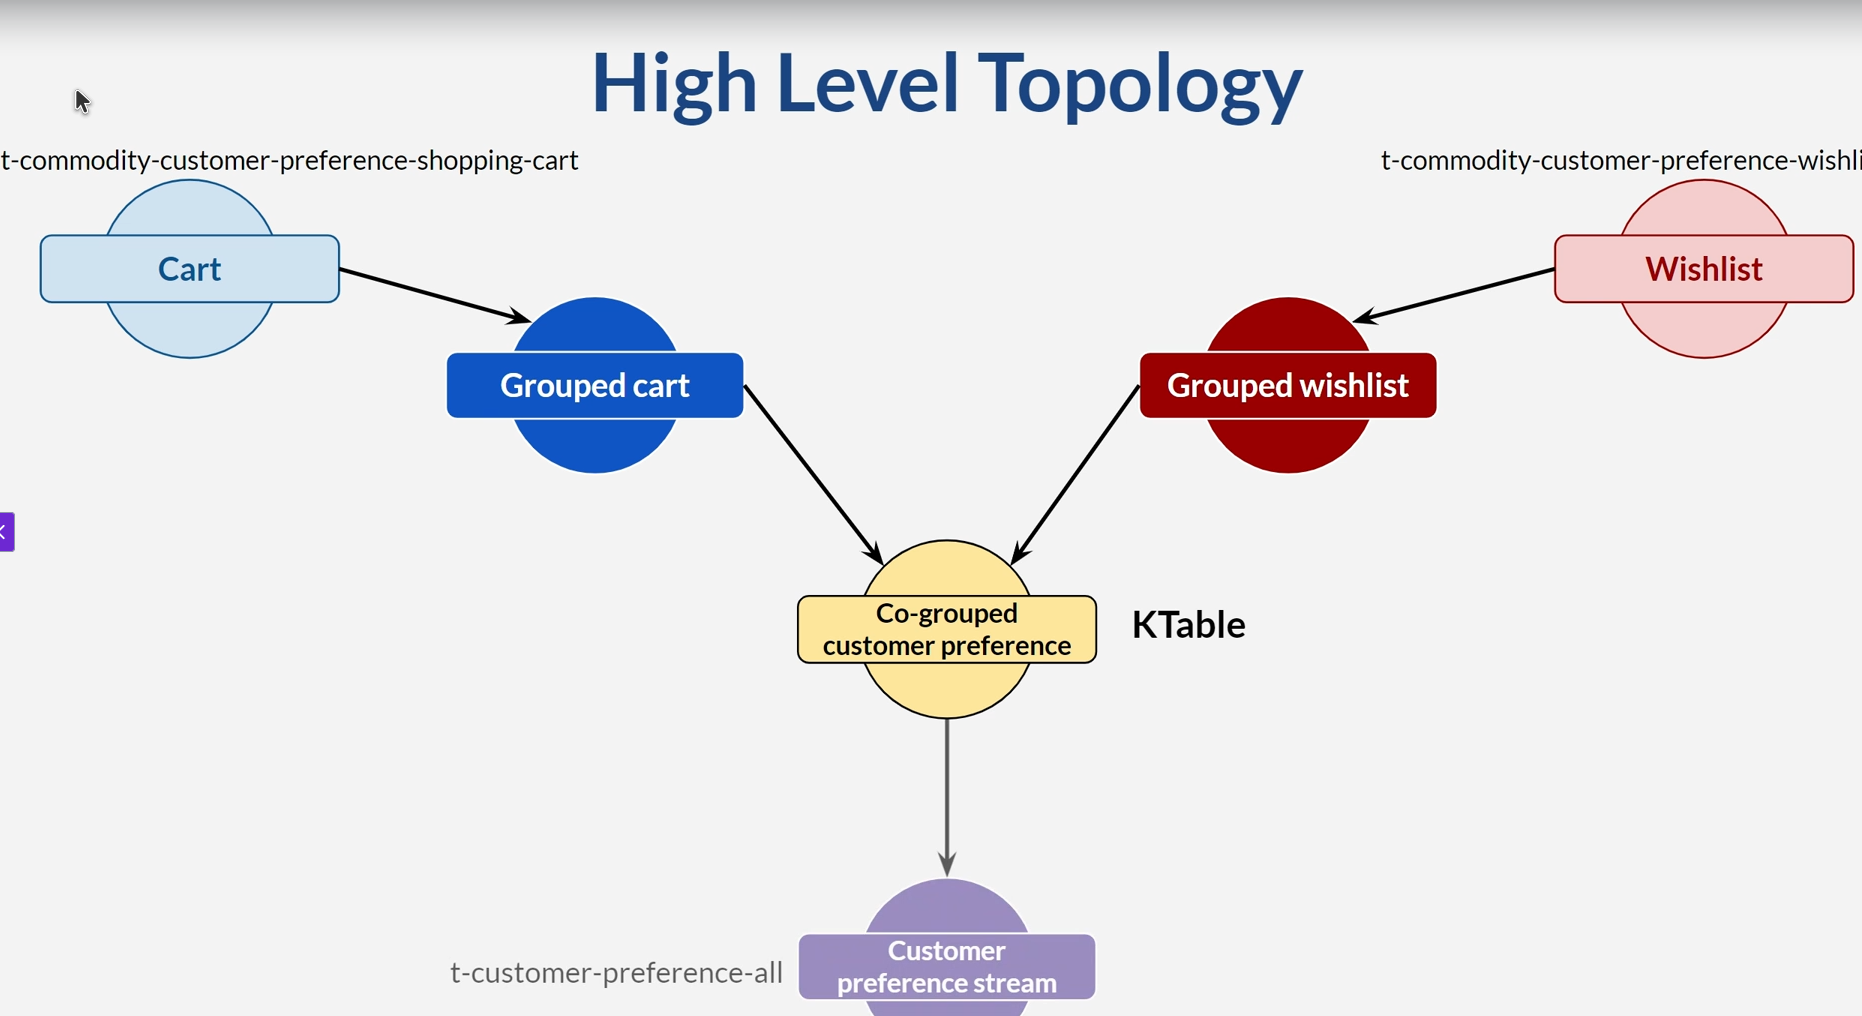 High Level Topology
t-commodity-customer-preference-shopping-cart
t-commodity-customer-preference-wishli
Cart
Wishlist
Grouped cart
Grouped wishlist
Co-grouped
customer preference
KTable
Customer
preference stream
t-customer-preference-all